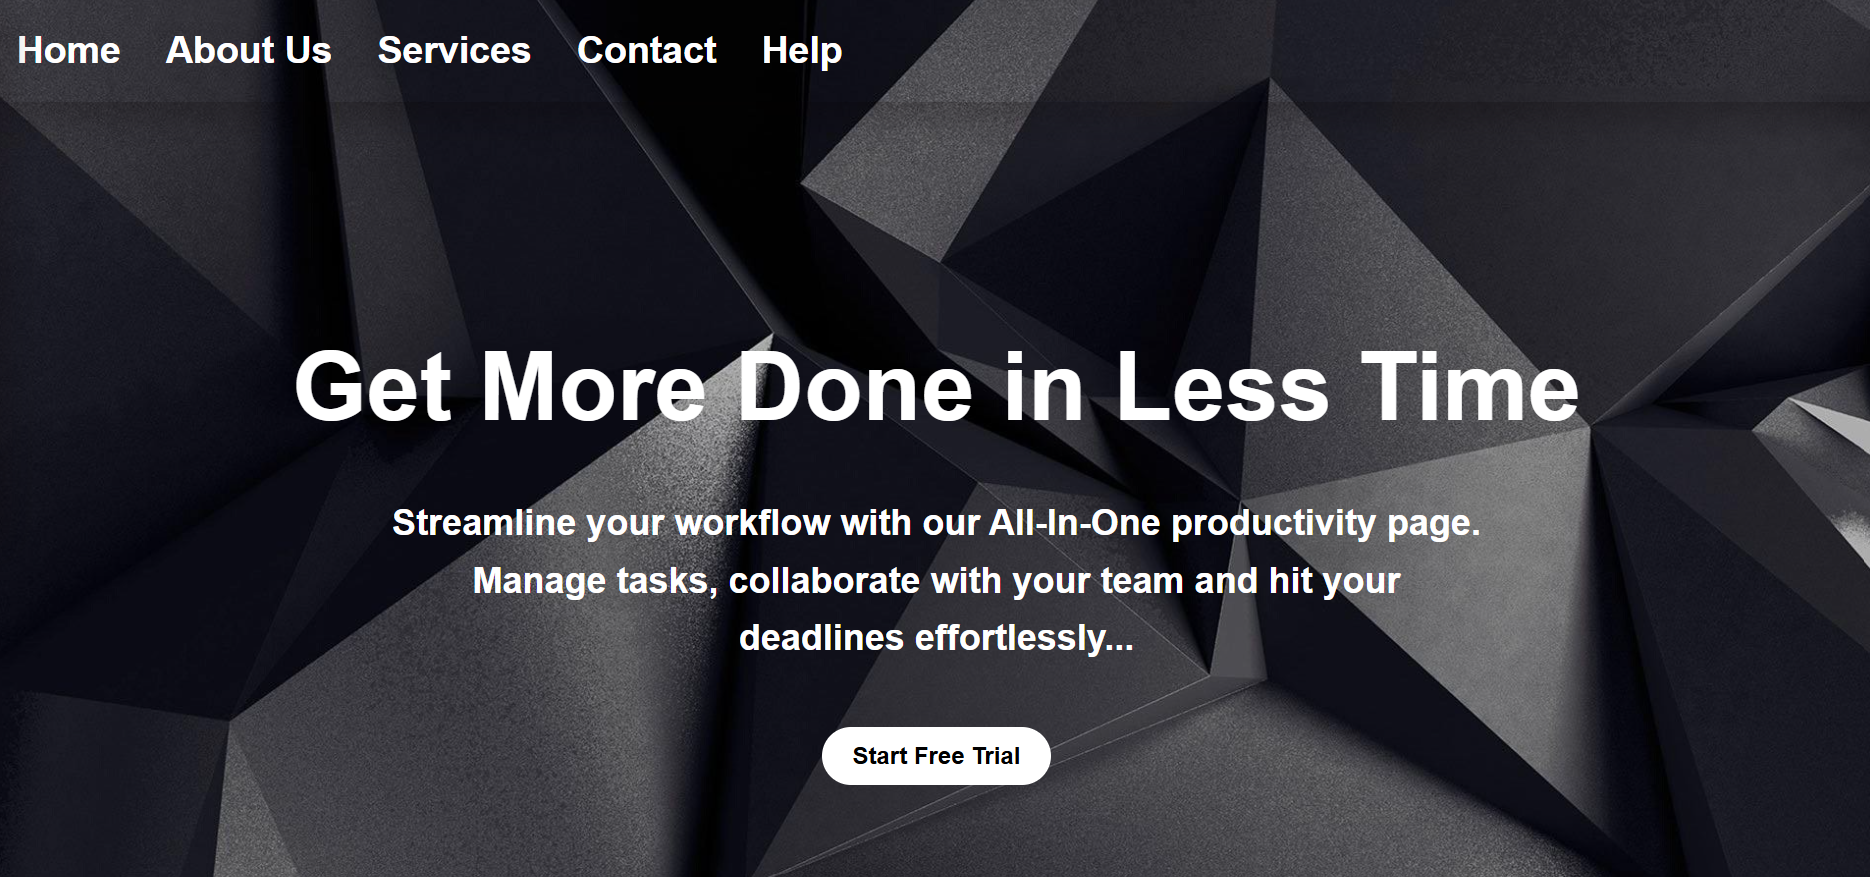 Home About Us Services Contact Help
Get More Done in Less Time
Streamline your workflow with our All-In-One productivity page.
Manage tasks, collaborate with your team and hit your
deadlines effortlessly...
Start Free Trial